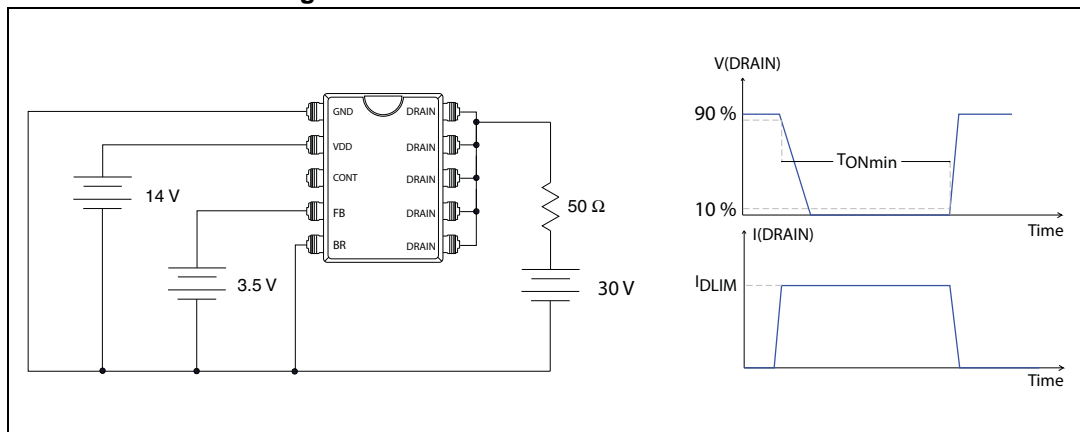 g
GND
VDD
CONT
FB
BR
DRAIN
DRAIN
DRAIN
DRAIN
DRAIN
14 V
3.5 V
50 Ω
30 V
V(DRAIN)
90 %
TONmin
10 %
Time
I(DRAIN)
IDLIM
Time